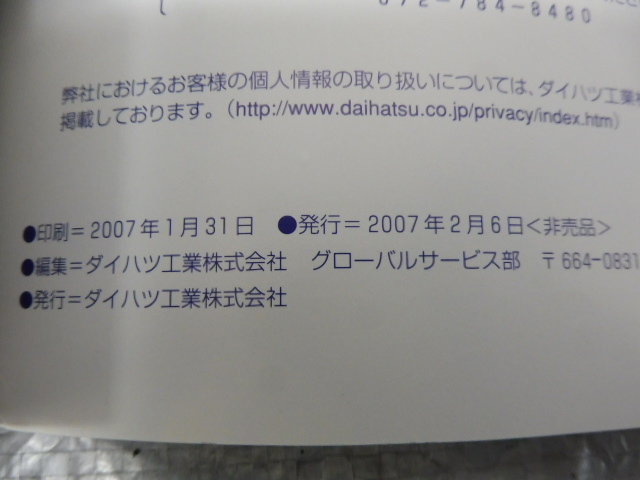 072-784-8480
弊社におけるお客様の個人情報の取り扱いについては、ダイハツ工業
掲載しております。(http://www.daihatsu.co.jp/privacy/index.htm)
●印刷=2007年1月31日 ●発行=2007年2月6日<非売品>
●編集=ダイハツ工業株式会社 グローバルサービス部 〒664-0831
●発行=ダイハツ工業株式会社